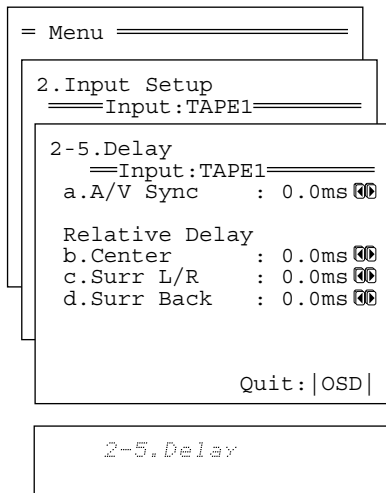 = Menu
2.Input Setup
Input:TAPE1
2-5.Delay
Input:TAPE1
a.A/V Sync : 0.0ms
Relative Delay
b.Center : 0.0ms
c.Surr L/R : 0.0ms
d.Surr Back : 0.0ms
Quit:|OSD|
2-5.Delay